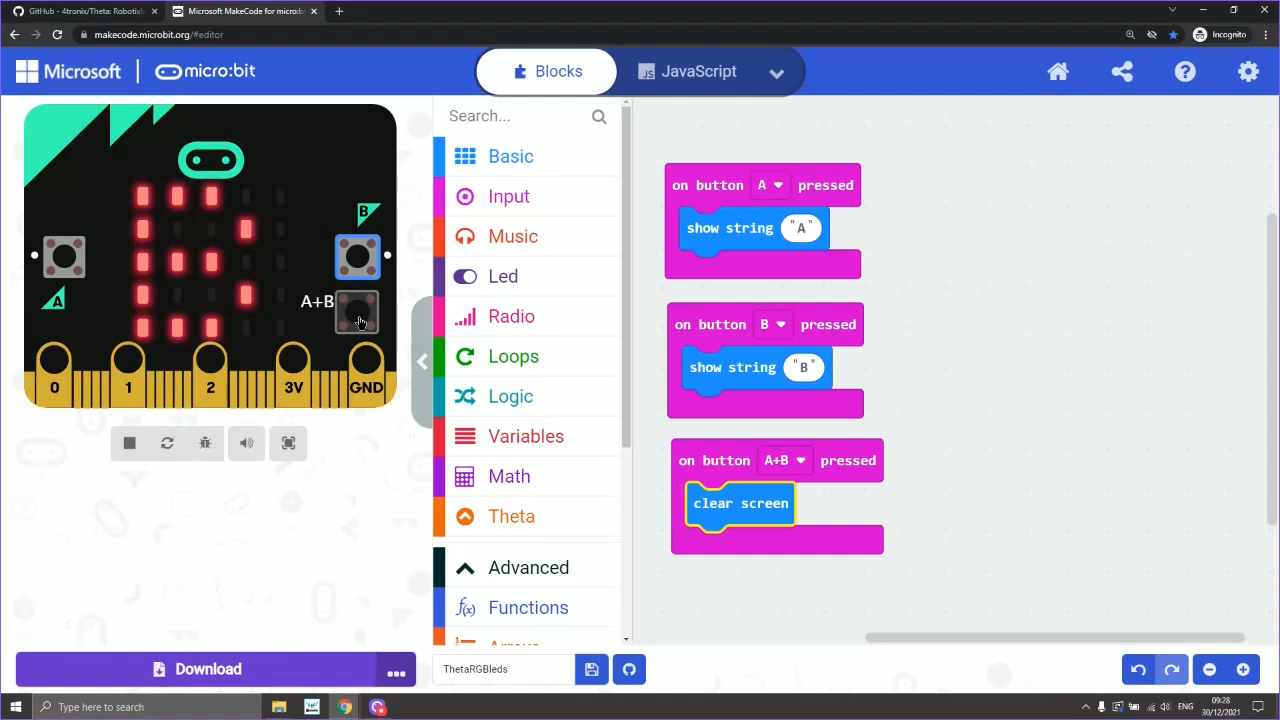 GitHub - 4tronix/Theta: Robotixla
Microsoft MakeCode for micro:b
makecode.microbit.org/#editor
Incognito
Microsoft
micro:bit
Blocks
JavaScript
Search...
Basic
Input
Music
Led
Radio
Loops
Logic
Variables
Math
Theta
Advanced
Functions
B
A
A+B
0
1
2
3V
GND
on button A pressed
show string "A"
on button B pressed
show string "B"
on button A+B pressed
clear screen
Download
ThetaRGBleds
Type here to search
ENG
09:28
30/12/2021